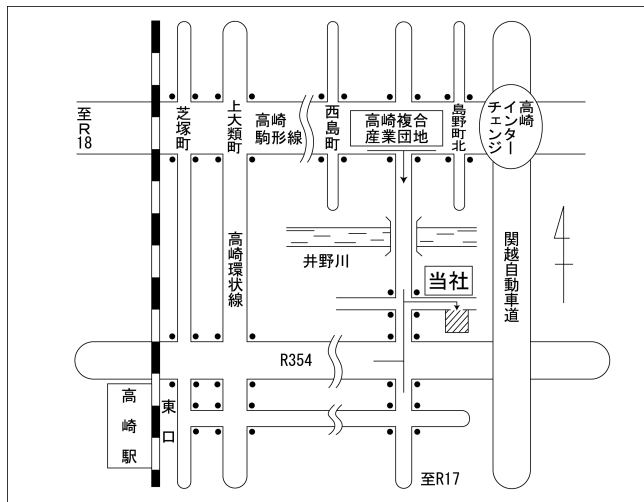 至R18
芝塚町
上大類町
高崎
駒形線
西島町
高崎複合
産業団地
島野町北
高崎
インター
チェンジ
高崎環状線
井野川
関越自動車道
当社
R354
高崎駅
東口
至R17